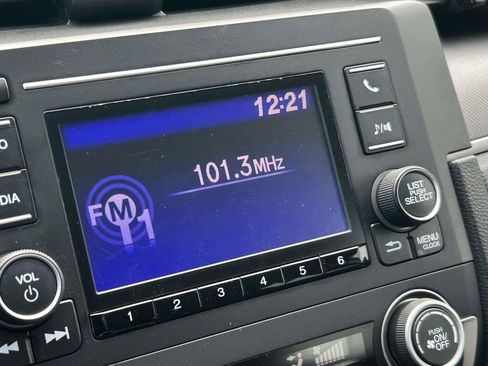 12:21
101.3MHz
FM1
VOL
1 2 3 4 5 6
LIST
PUSH
SELECT
MENU
CLOCK
PUSH
ON/
OFF